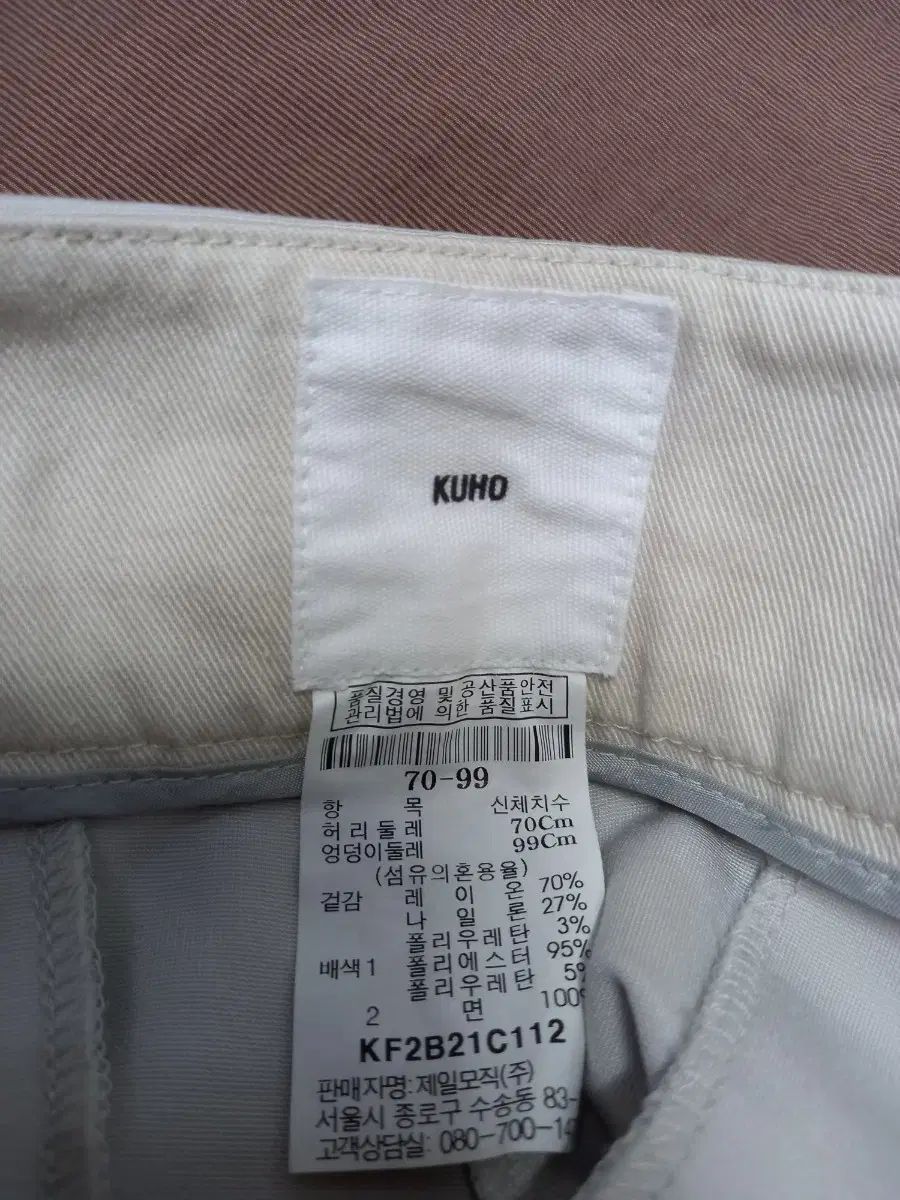 KUHO
품질경영 및 공산품안전
관리법에 의한 품질표시
70-99
항 목 신체치수
허리둘레 70Cm
엉덩이둘레 99Cm
(섬유의혼용율)
겉감 레이온 70%
나일론 27%
폴리우레탄 3%
배색1 폴리에스터 95%
폴리우레탄 5%
2 면 100%
KF2B21C112
판매자명:제일모직(주)
서울시 종로구 수송동 83-
고객상담실: 080-700-14